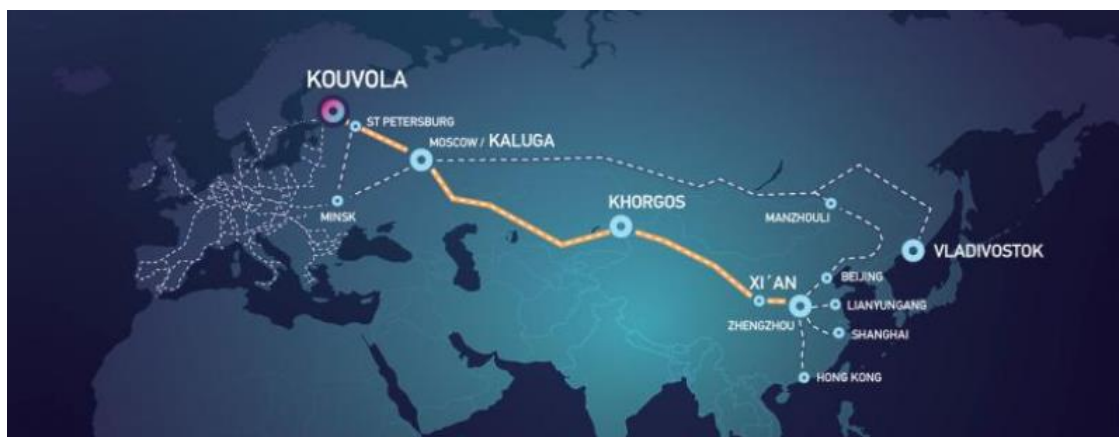 KOUVOLA
ST PETERSBURG
MOSCOW / KALUGA
MINSK
KHORGOS
MANZHOULI
VLADIVOSTOK
XI´AN
BEIJING
ZHENGZHOU
LIANYUNGANG
SHANGHAI
HONG KONG